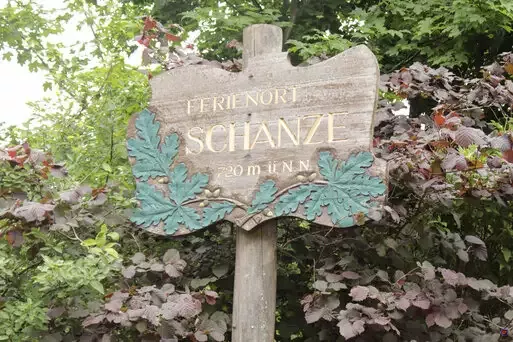 FERIENORT
SCHANZE
720 m ü.N.N.